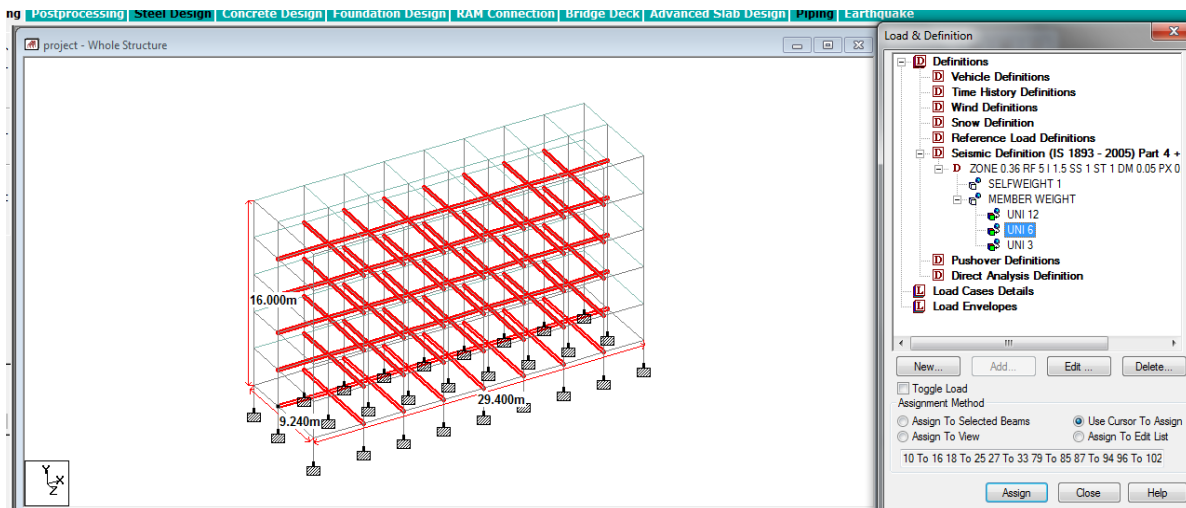 ng Postprocessing Steel Design Concrete Design Foundation Design RAM Connection Bridge Deck Advanced Slab Design Piping Earthquake
project - Whole Structure
16.000m
29.400m
9.240m
Y
X
Z
Load & Definition
Definitions
Vehicle Definitions
Time History Definitions
Wind Definitions
Snow Definition
Reference Load Definitions
Seismic Definition (IS 1893 - 2005) Part 4 +
ZONE 0.36 RF 5 I 1.5 SS 1 ST 1 DM 0.05 PX 0
SELFWEIGHT 1
MEMBER WEIGHT
UNI 12
UNI 6
UNI 3
Pushover Definitions
Direct Analysis Definition
Load Cases Details
Load Envelopes
New... Add... Edit ... Delete...
Toggle Load
Assignment Method
Assign To Selected Beams Use Cursor To Assign
Assign To View Assign To Edit List
10 To 16 18 To 25 27 To 33 79 To 85 87 To 94 96 To 102
Assign Close Help